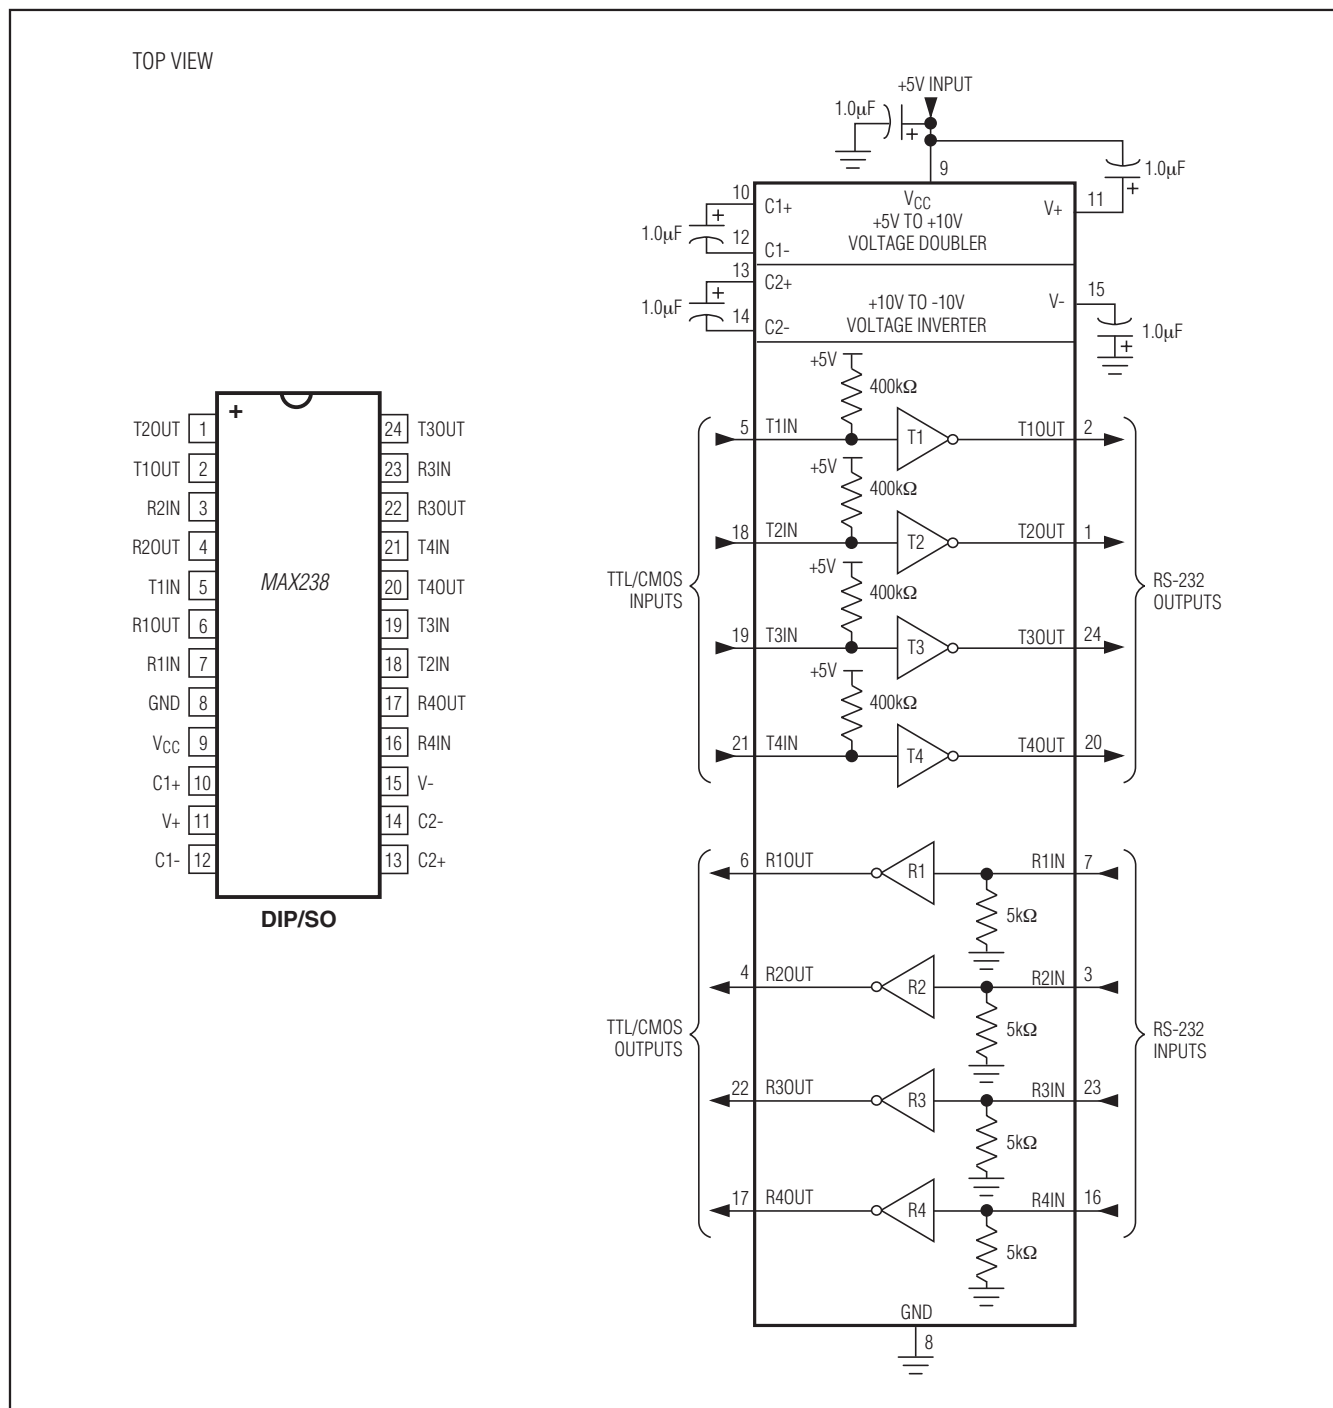 TOP VIEW
T2OUT 1
T1OUT 2
R2IN 3
R2OUT 4
T1IN 5
R1OUT 6
R1IN 7
GND 8
VCC 9
C1+ 10
V+ 11
C1- 12
+
MAX238
24 T3OUT
23 R3IN
22 R3OUT
21 T4IN
20 T4OUT
19 T3IN
18 T2IN
17 R4OUT
16 R4IN
15 V-
14 C2-
13 C2+
DIP/SO
+5V INPUT
1.0µF
+
9
1.0µF
+
10
C1+
VCC
+5V TO +10V
VOLTAGE DOUBLER
V+
11
1.0µF
+
12
C1-
13
C2+
+10V TO -10V
VOLTAGE INVERTER
V-
15
1.0µF
+
14
C2-
1.0µF
+
+5V
400kΩ
5 T1IN T1 T1OUT 2
+5V
400kΩ
18 T2IN T2 T2OUT 1
TTL/CMOS
INPUTS
RS-232
OUTPUTS
+5V
400kΩ
19 T3IN T3 T3OUT 24
+5V
400kΩ
21 T4IN T4 T4OUT 20
6 R1OUT R1 R1IN 7
5kΩ
4 R2OUT R2 R2IN 3
5kΩ
TTL/CMOS
OUTPUTS
RS-232
INPUTS
22 R3OUT R3 R3IN 23
5kΩ
17 R4OUT R4 R4IN 16
5kΩ
GND
8